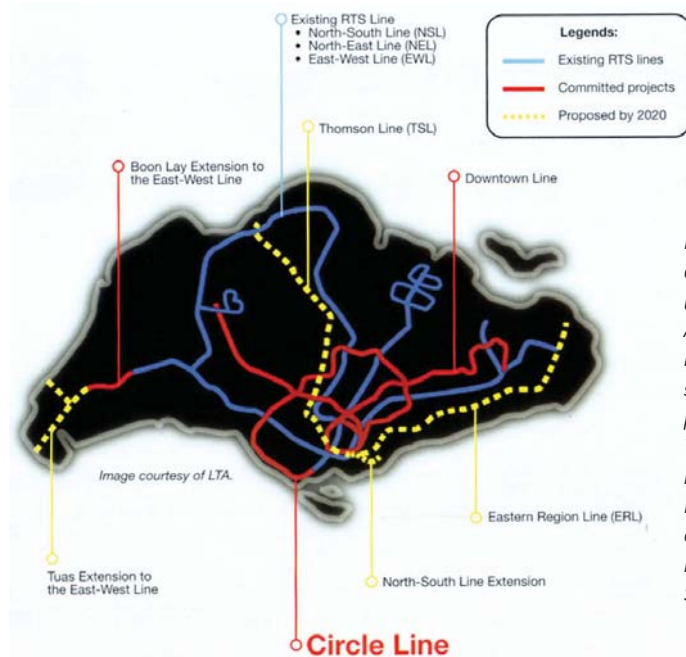 Existing RTS Line
• North-South Line (NSL)
• North-East Line (NEL)
• East-West Line (EWL)
Legends:
Existing RTS lines
Committed projects
Proposed by 2020
Thomson Line (TSL)
Boon Lay Extension to
the East-West Line
Downtown Line
Image courtesy of LTA.
Eastern Region Line (ERL)
Tuas Extension to
the East-West Line
North-South Line Extension
Circle Line